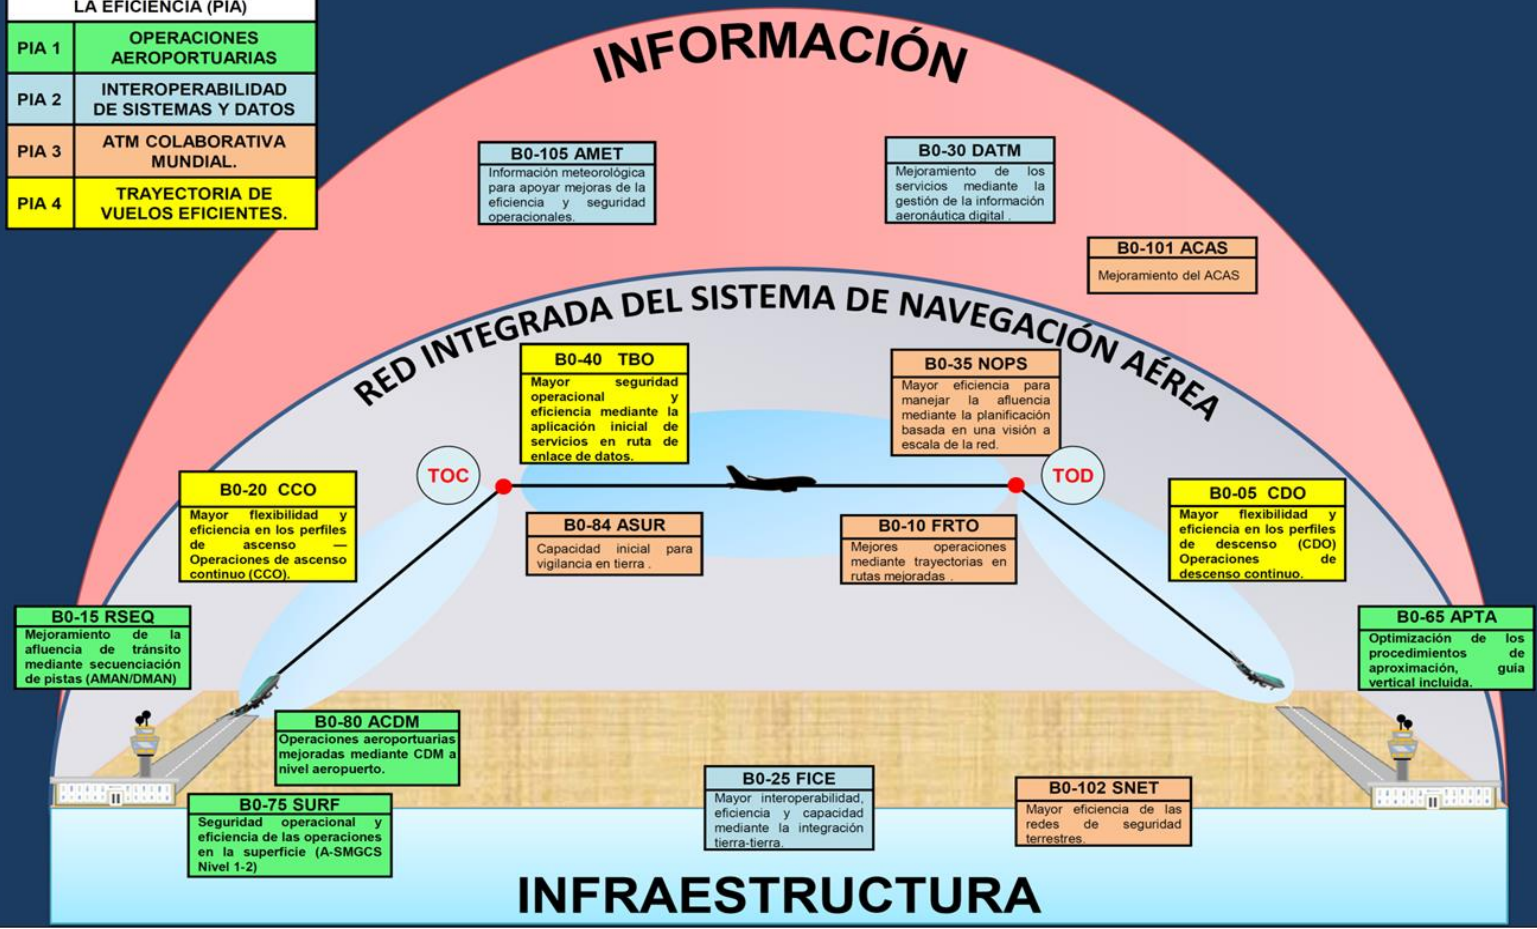 LA EFICIENCIA (PIA)
PIA 1
OPERACIONES
AEROPORTUARIAS
PIA 2
INTEROPERABILIDAD
DE SISTEMAS Y DATOS
PIA 3
ATM COLABORATIVA
MUNDIAL.
PIA 4
TRAYECTORIA DE
VUELOS EFICIENTES.
INFORMACIÓN
B0-105 AMET
Información meteorológica
para apoyar mejoras de la
eficiencia y seguridad
operacionales.
B0-30 DATM
Mejoramiento de los
servicios mediante la
gestión de la información
aeronáutica digital .
B0-101 ACAS
Mejoramiento del ACAS
RED INTEGRADA DEL SISTEMA DE NAVEGACIÓN AÉREA
B0-40 TBO
Mayor seguridad
operacional y
eficiencia mediante la
aplicación inicial de
servicios en ruta de
enlace de datos.
B0-35 NOPS
Mayor eficiencia para
manejar la afluencia
mediante la planificación
basada en una visión a
escala de la red.
TOC
TOD
B0-20 CCO
Mayor flexibilidad y
eficiencia en los perfiles
de ascenso —
Operaciones de ascenso
continuo (CCO).
B0-84 ASUR
Capacidad inicial para
vigilancia en tierra .
B0-10 FRTO
Mejores operaciones
mediante trayectorias en
rutas mejoradas .
B0-05 CDO
Mayor flexibilidad y
eficiencia en los perfiles
de descenso (CDO)
Operaciones de
descenso continuo.
B0-15 RSEQ
Mejoramiento de la
afluencia de tránsito
mediante secuenciación
de pistas (AMAN/DMAN)
B0-65 APTA
Optimización de los
procedimientos de
aproximación, guía
vertical incluida.
B0-80 ACDM
Operaciones aeroportuarias
mejoradas mediante CDM a
nivel aeropuerto.
B0-75 SURF
Seguridad operacional y
eficiencia de las operaciones
en la superficie (A-SMGCS
Nivel 1-2)
B0-25 FICE
Mayor interoperabilidad,
eficiencia y capacidad
mediante la integración
tierra-tierra.
B0-102 SNET
Mayor eficiencia de las
redes de seguridad
terrestres.
INFRAESTRUCTURA